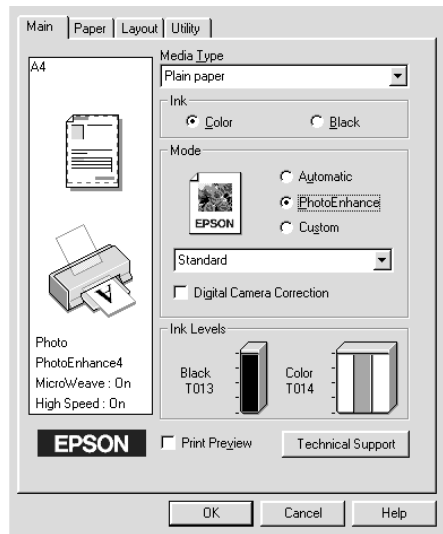 Main Paper Layout Utility
A4
Media Type
Plain paper
Ink
Color Black
Mode
EPSON
Automatic
PhotoEnhance
Custom
Standard
Digital Camera Correction
A
Photo
PhotoEnhance4
MicroWeave : On
High Speed : On
Ink Levels
Black
T013
Color
T014
EPSON
Print Preview
Technical Support
OK Cancel Help